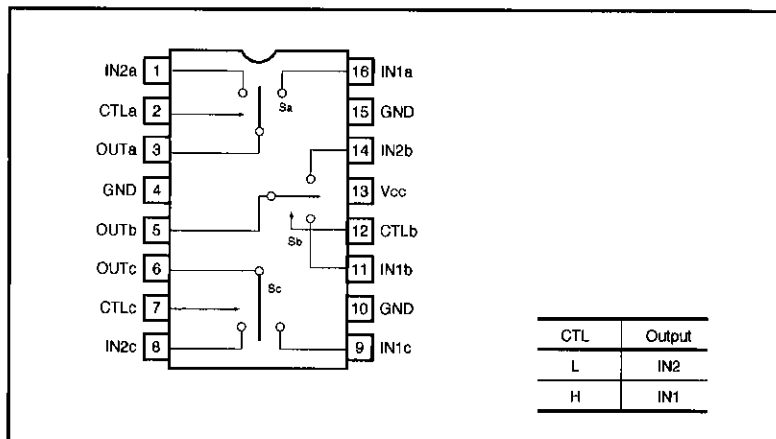 IN2a 1 16 IN1a
Sa
CTLa 2 15 GND
OUTa 3 14 IN2b
GND 4 13 Vcc
OUTb 5 12 CTLb
Sb
OUTc 6 11 IN1b
Sc
CTLc 7 10 GND
IN2c 8 9 IN1c
CTL Output
L IN2
H IN1